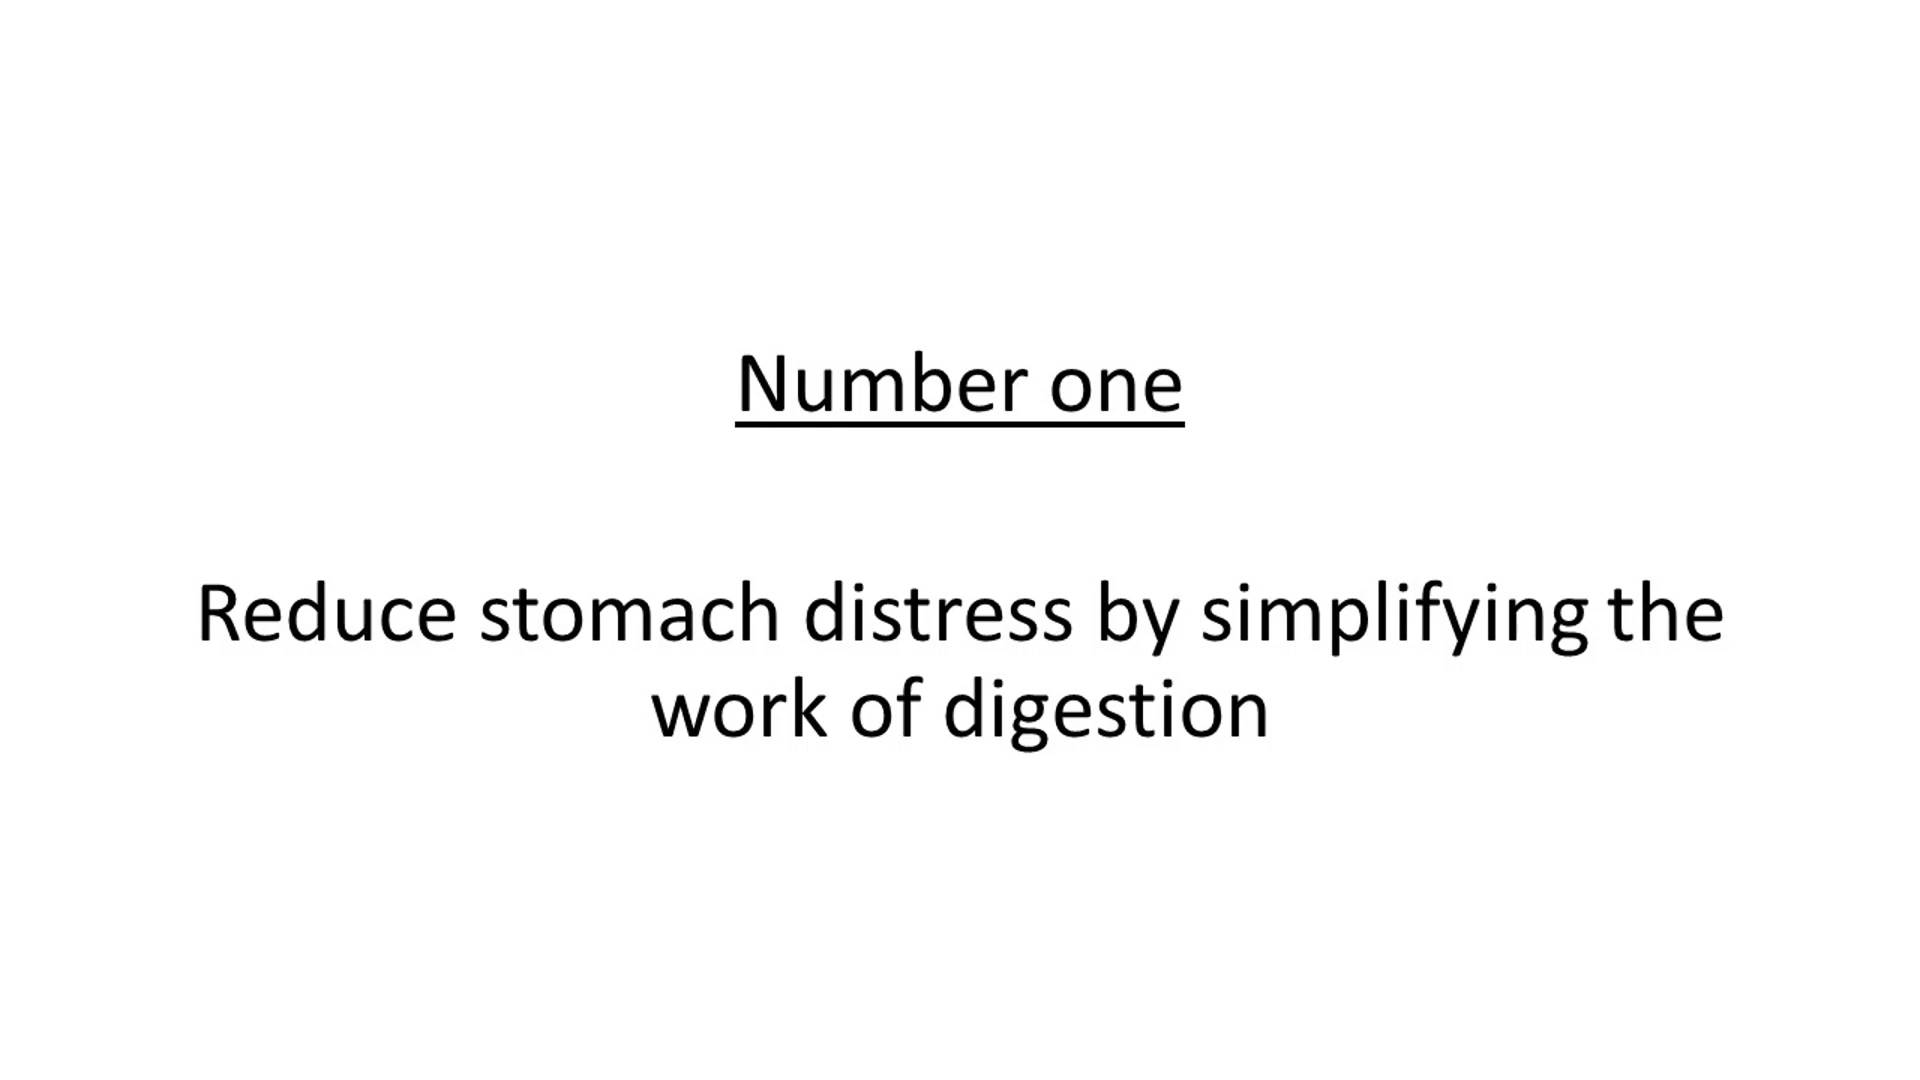 Number one
Reduce stomach distress by simplifying the
work of digestion